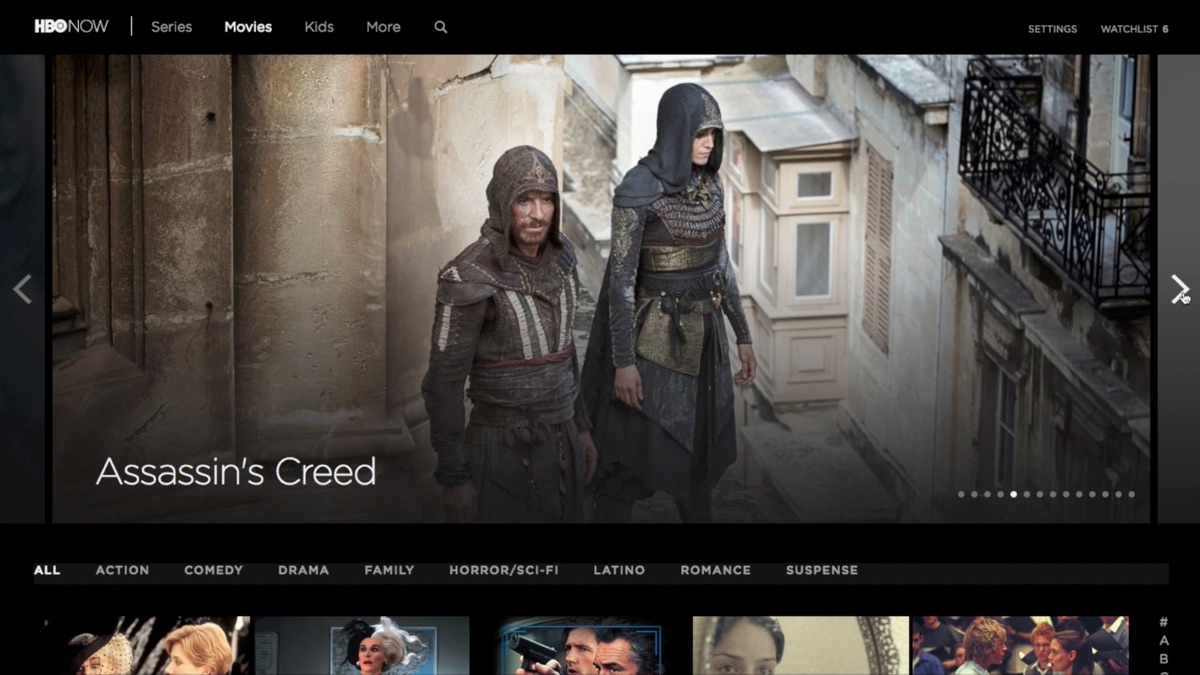 HBO NOW Series Movies Kids More SETTINGS WATCHLIST 6
Assassin's Creed
ALL ACTION COMEDY DRAMA FAMILY HORROR/SCI-FI LATINO ROMANCE SUSPENSE
#
A
B